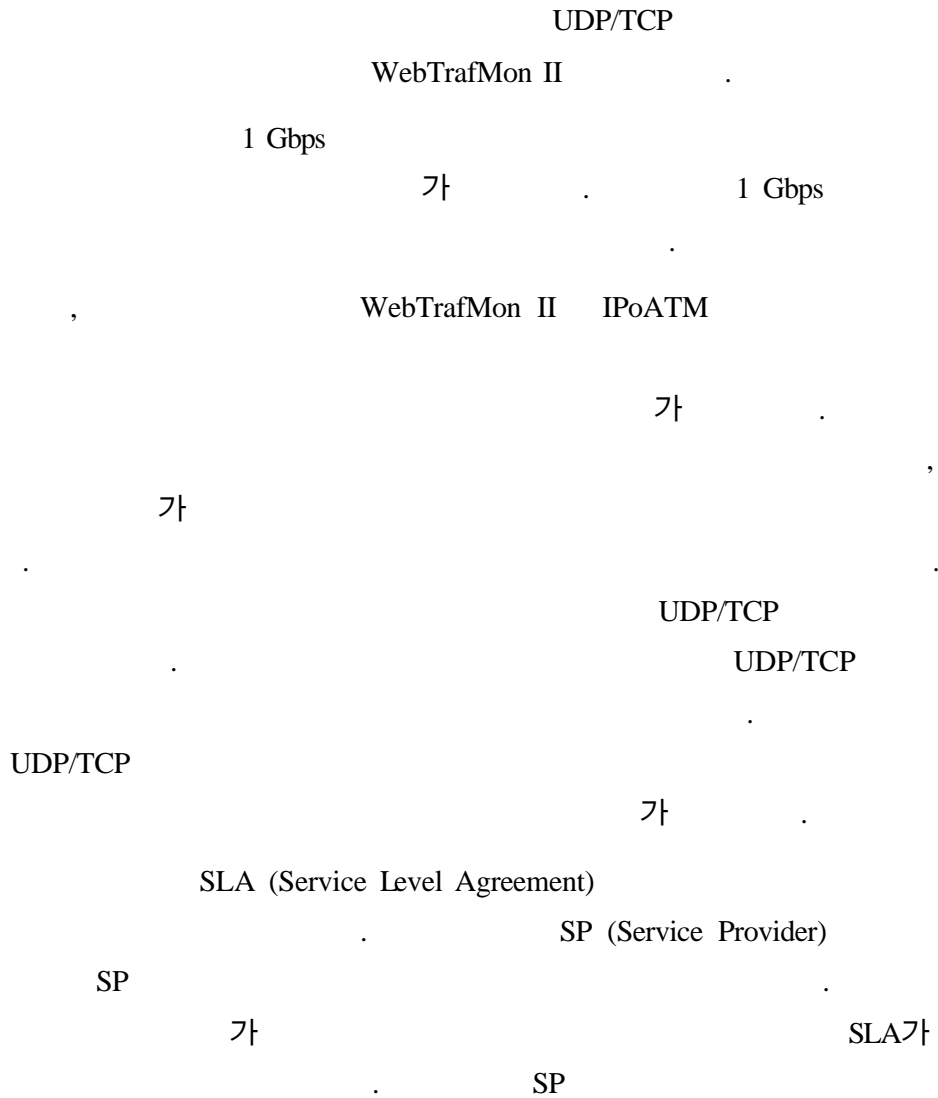 UDP/TCP
WebTrafMon II .
1 Gbps
가 . 1 Gbps
.
, WebTrafMon II IPoATM
가 .
,
가
. .
UDP/TCP
. UDP/TCP
.
UDP/TCP
가 .
SLA (Service Level Agreement)
. SP (Service Provider)
SP .
가 SLA가
. SP